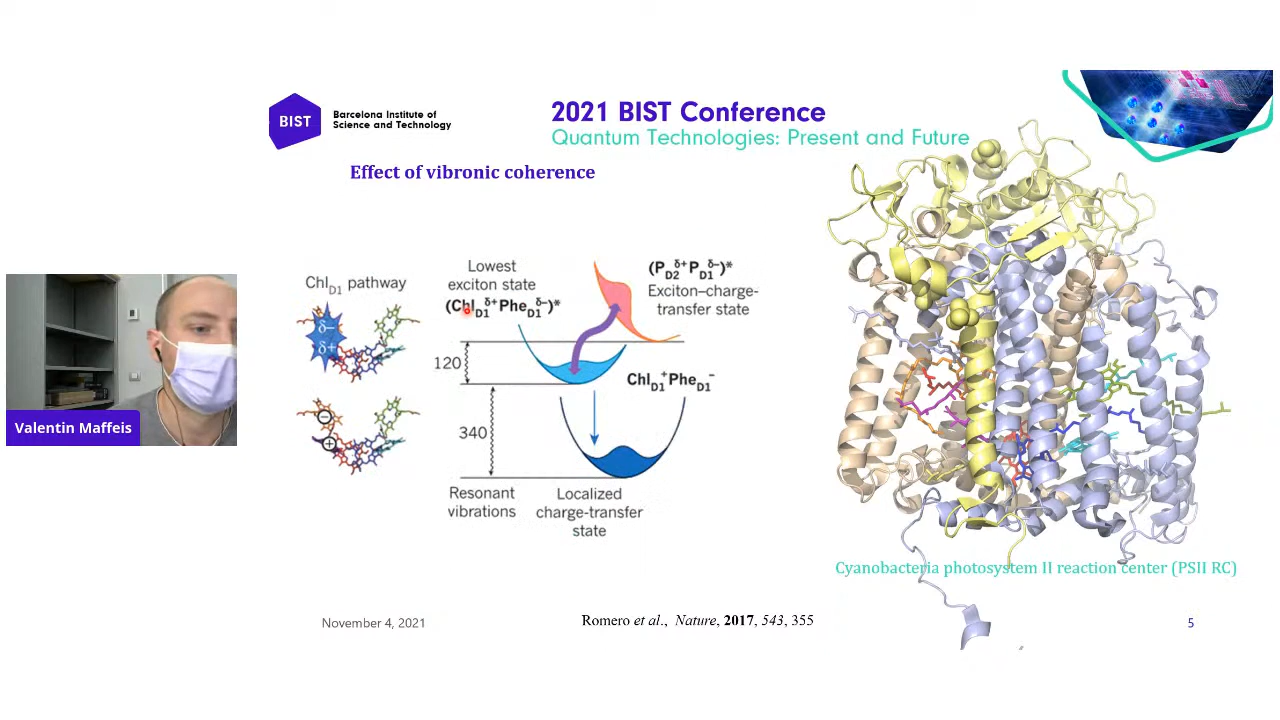 BIST
Barcelona Institute of
Science and Technology
2021 BIST Conference
Quantum Technologies: Present and Future
Effect of vibronic coherence
Chl_D1 pathway
δ–
δ+
–
+
Lowest
exciton state
(Chl_D1^δ+Phe_D1^δ–)*
(P_D2^δ+P_D1^δ–)*
Exciton–charge-
transfer state
120
Chl_D1^+Phe_D1^–
340
Resonant
vibrations
Localized
charge-transfer
state
Valentin Maffeis
Cyanobacteria photosystem II reaction center (PSII RC)
November 4, 2021
Romero et al., Nature, 2017, 543, 355
5